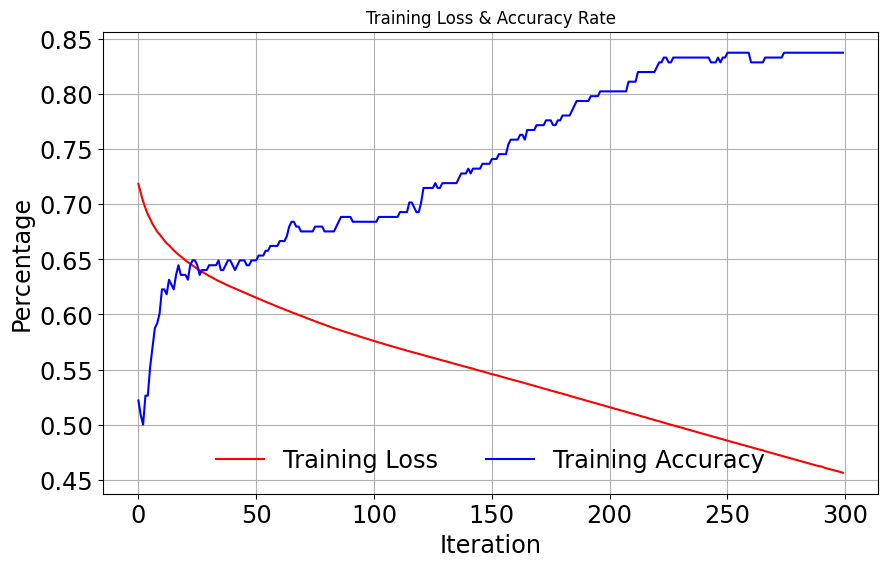 Training Loss & Accuracy Rate
0.85
0.80
0.75
0.70
0.65
0.60
0.55
0.50
0.45
Percentage
Training Loss Training Accuracy
0 50 100 150 200 250 300
Iteration